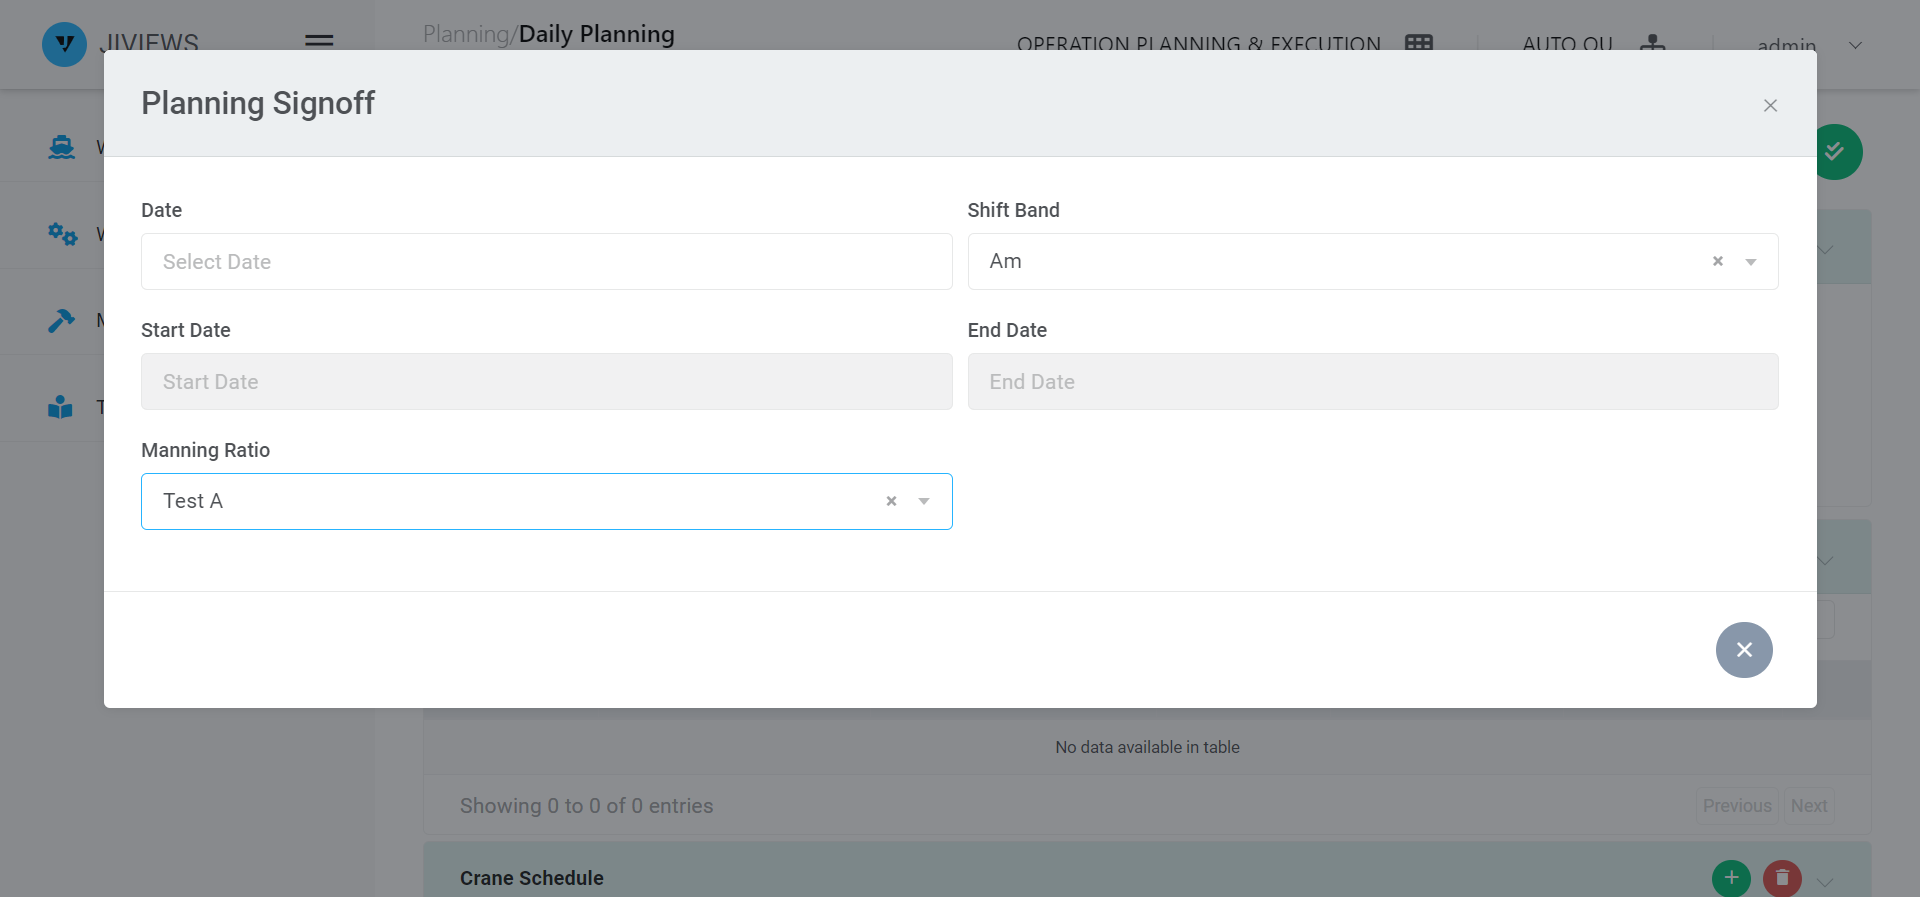 JIVIEWS
Planning/Daily Planning
OPERATION PLANNING & EXECUTION
AUTO OU
admin
Planning Signoff
Date
Shift Band
Select Date
Am
Start Date
End Date
Start Date
End Date
Manning Ratio
Test A
No data available in table
Showing 0 to 0 of 0 entries
Previous
Next
Crane Schedule